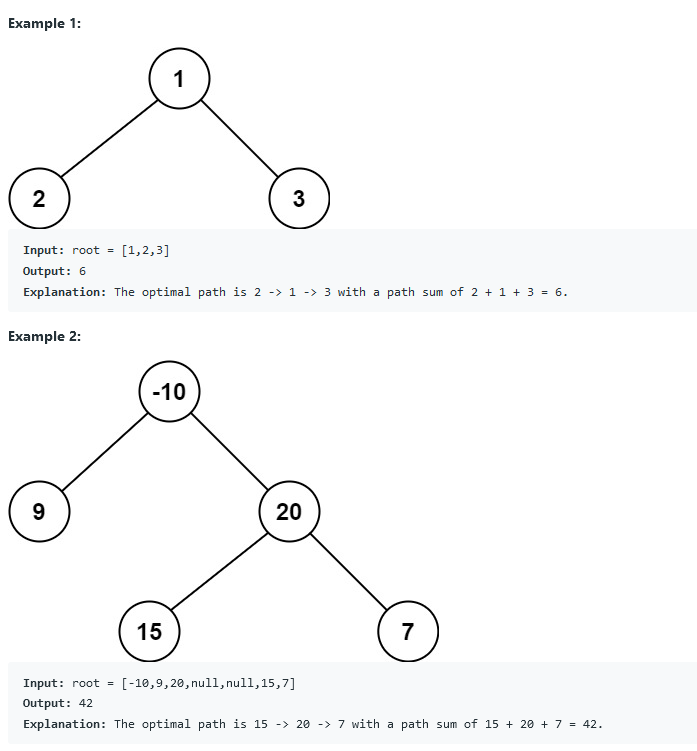 Example 1:
1
2 3
Input: root = [1,2,3]
Output: 6
Explanation: The optimal path is 2 -> 1 -> 3 with a path sum of 2 + 1 + 3 = 6.
Example 2:
-10
9 20
15 7
Input: root = [-10,9,20,null,null,15,7]
Output: 42
Explanation: The optimal path is 15 -> 20 -> 7 with a path sum of 15 + 20 + 7 = 42.